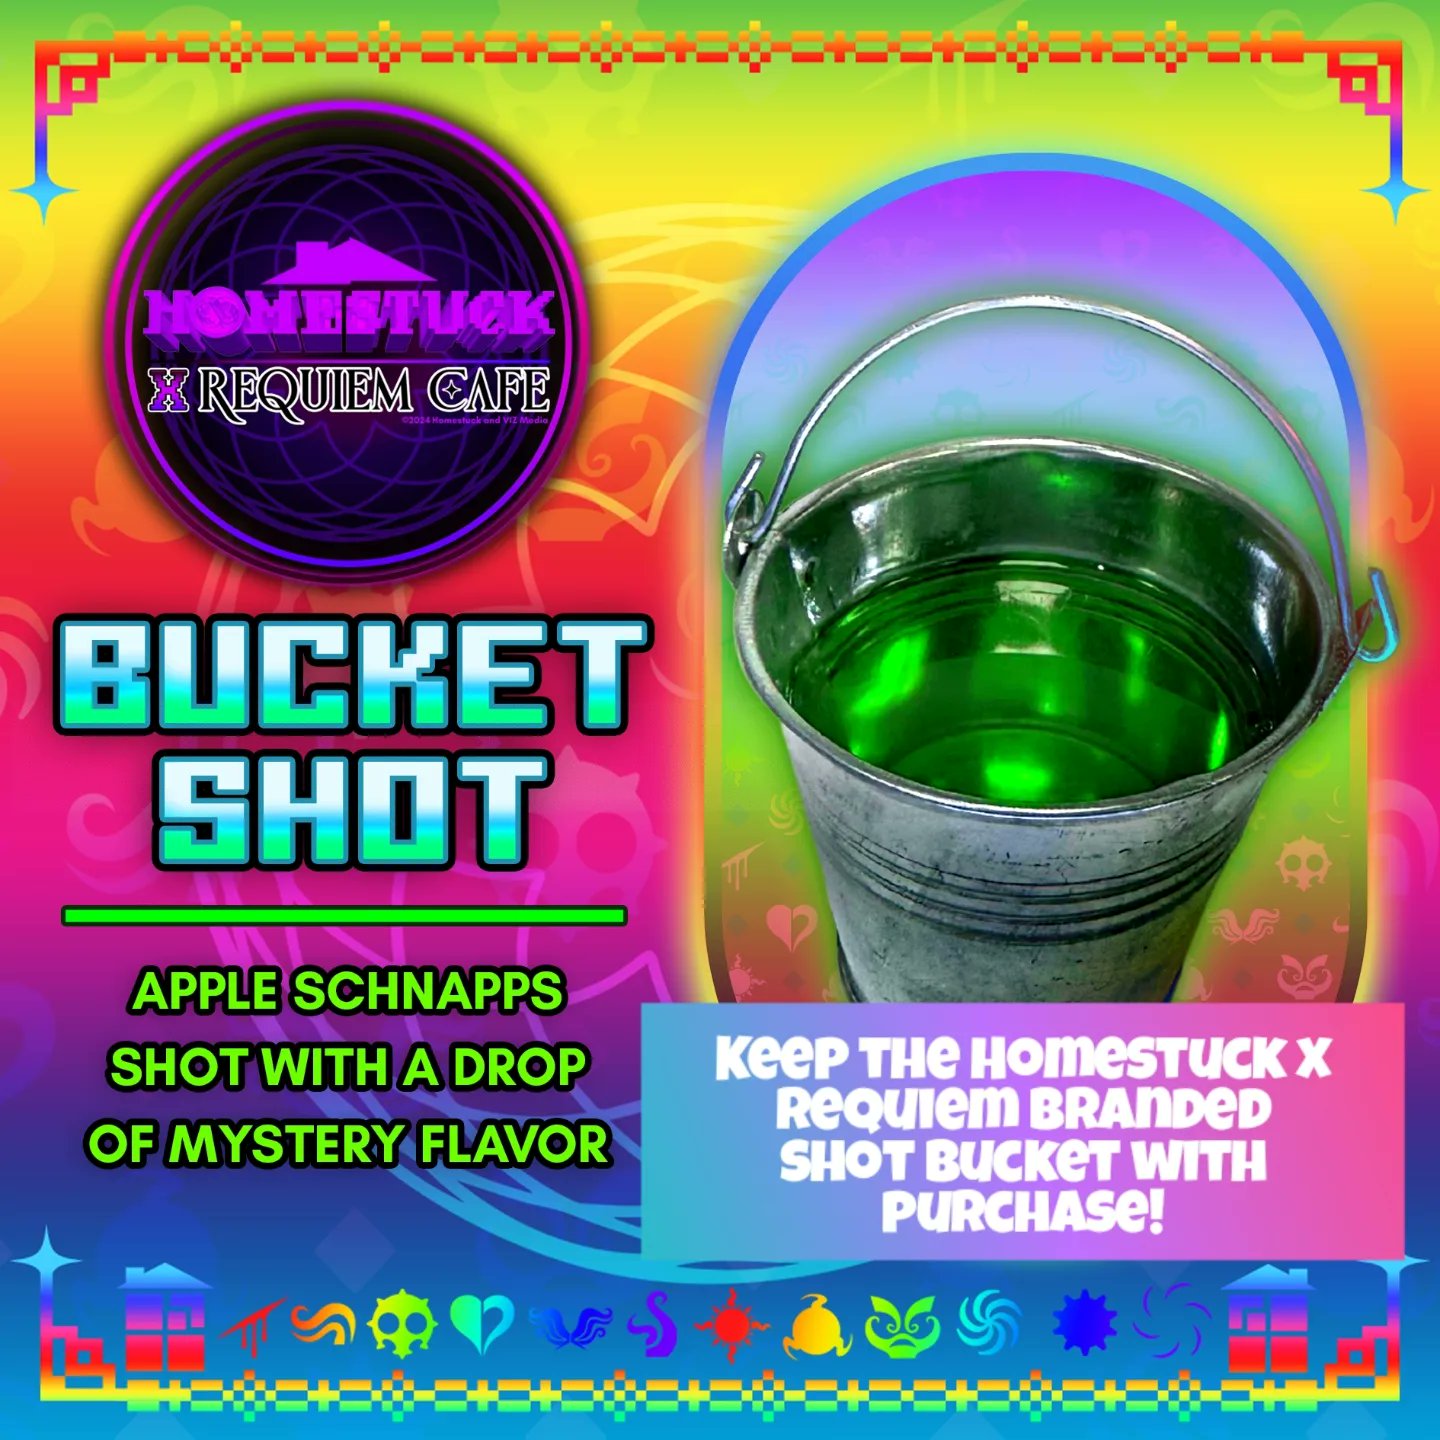 HOMESTUCK
X REQUIEM CAFE
©2024 Homestuck and VIZ Media
BUCKET
SHOT
APPLE SCHNAPPS
SHOT WITH A DROP
OF MYSTERY FLAVOR
Keep the Homestuck x
Requiem Branded
Shot Bucket with
Purchase!